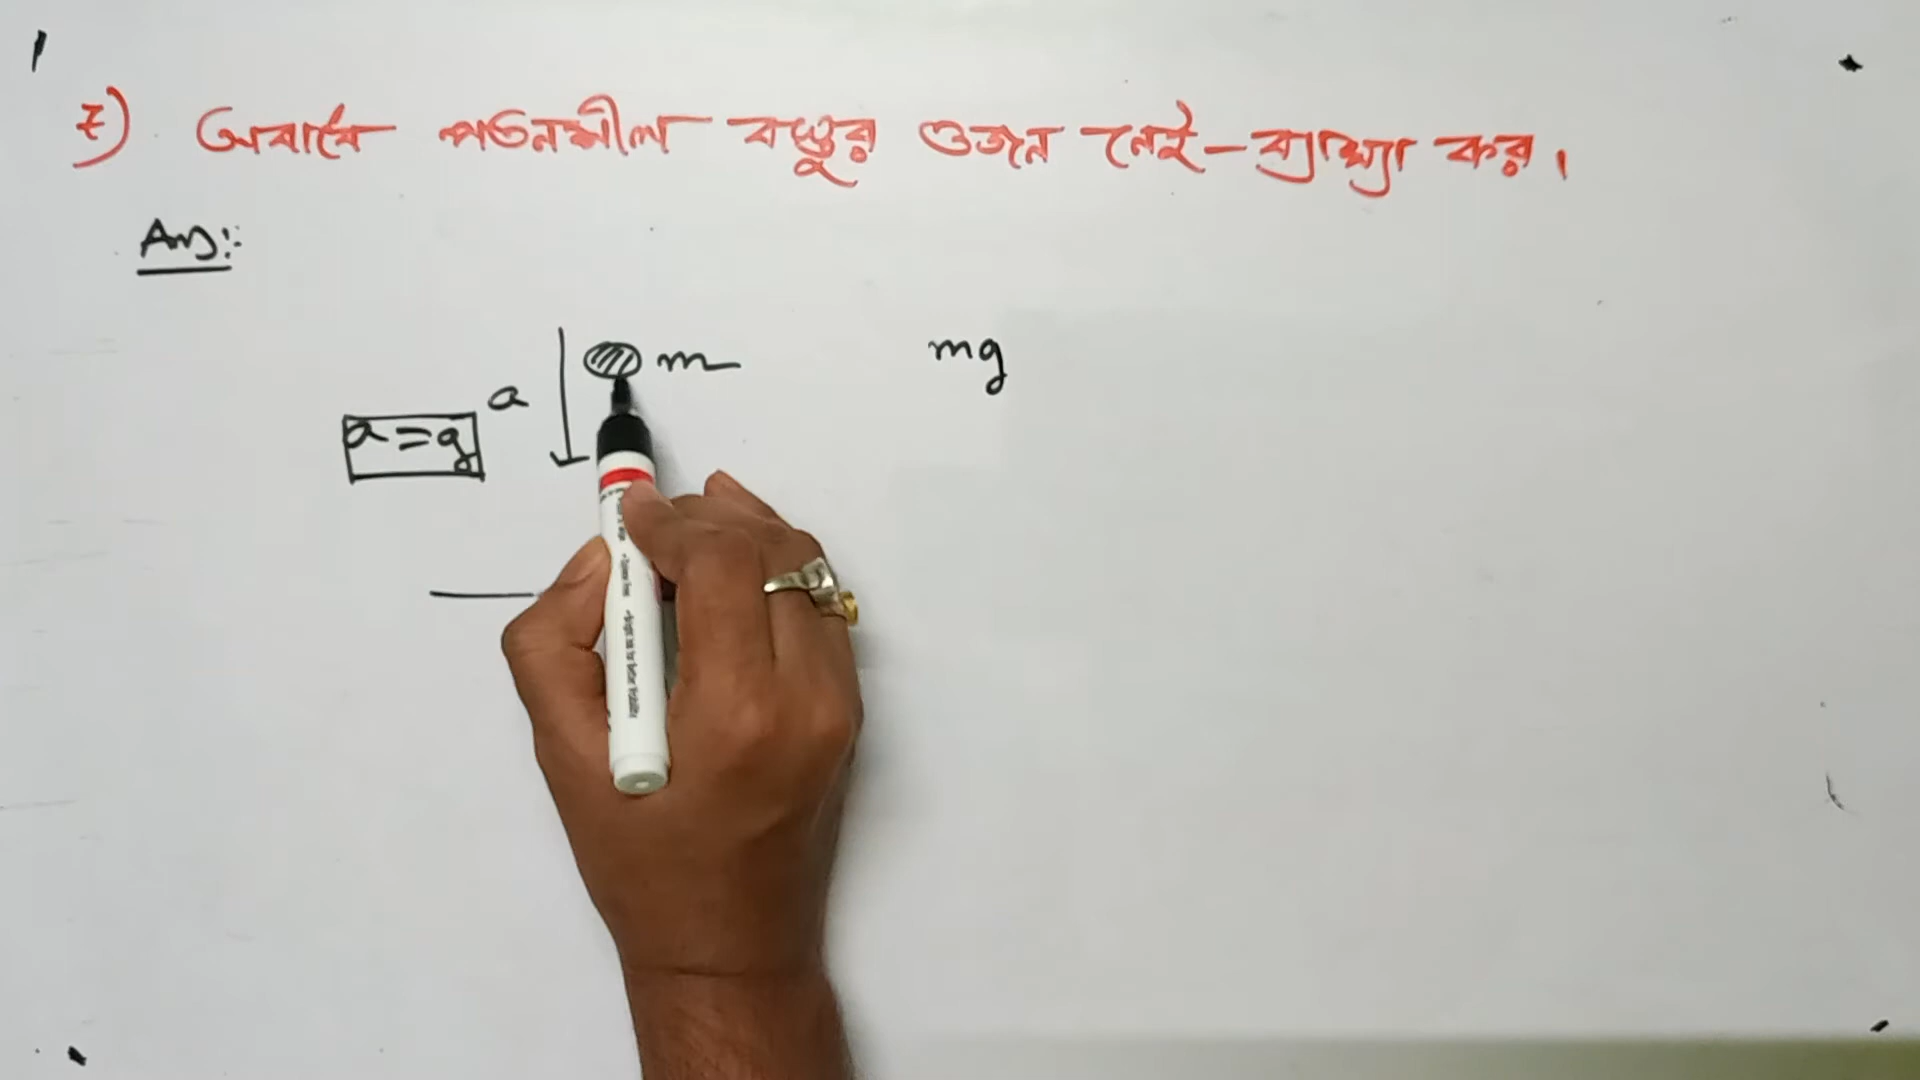 ই) অবাধে পতনশীল বস্তুর ওজন নেই-ব্যাখ্যা কর।
Ans:-
m
mg
a
a=g